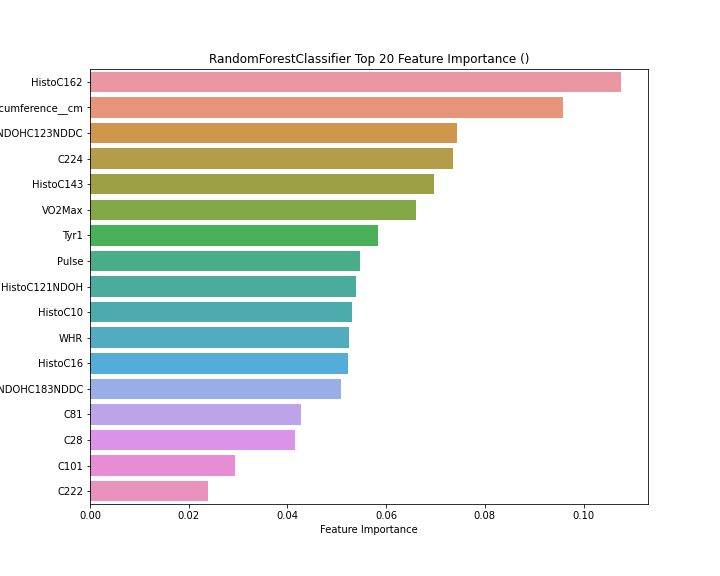 RandomForestClassifier Top 20 Feature Importance ()
HistoC162
cumference__cm
NDOHC123NDDC
C224
HistoC143
VO2Max
Tyr1
Pulse
HistoC121NDOH
HistoC10
WHR
HistoC16
NDOHC183NDDC
C81
C28
C101
C222
0.00 0.02 0.04 0.06 0.08 0.10
Feature Importance